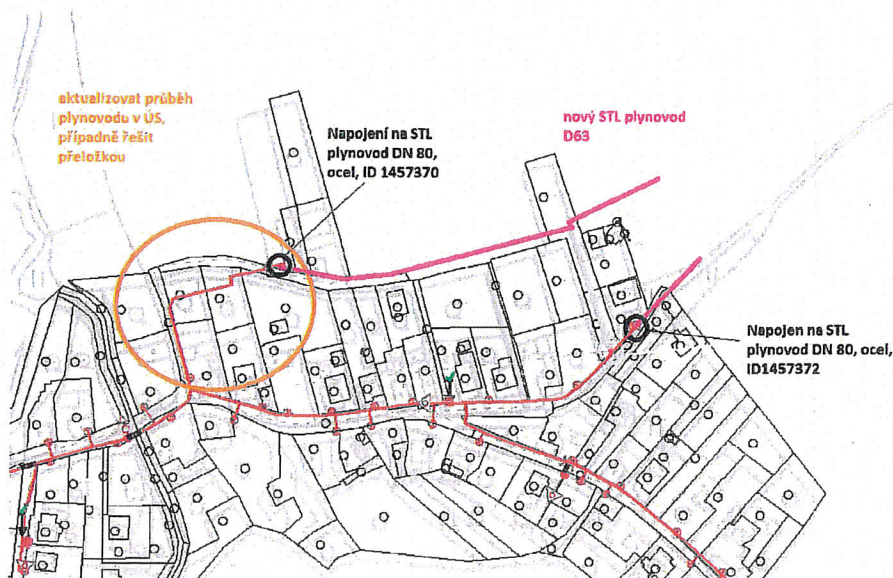 aktualizovat průběh
plynovodu v ÚS,
případně řešit
přeložkou
Napojení na STL
plynovod DN 80,
ocel, ID 1457370
nový STL plynovod
D63
Napojen na STL
plynovod DN 80, ocel,
ID1457372